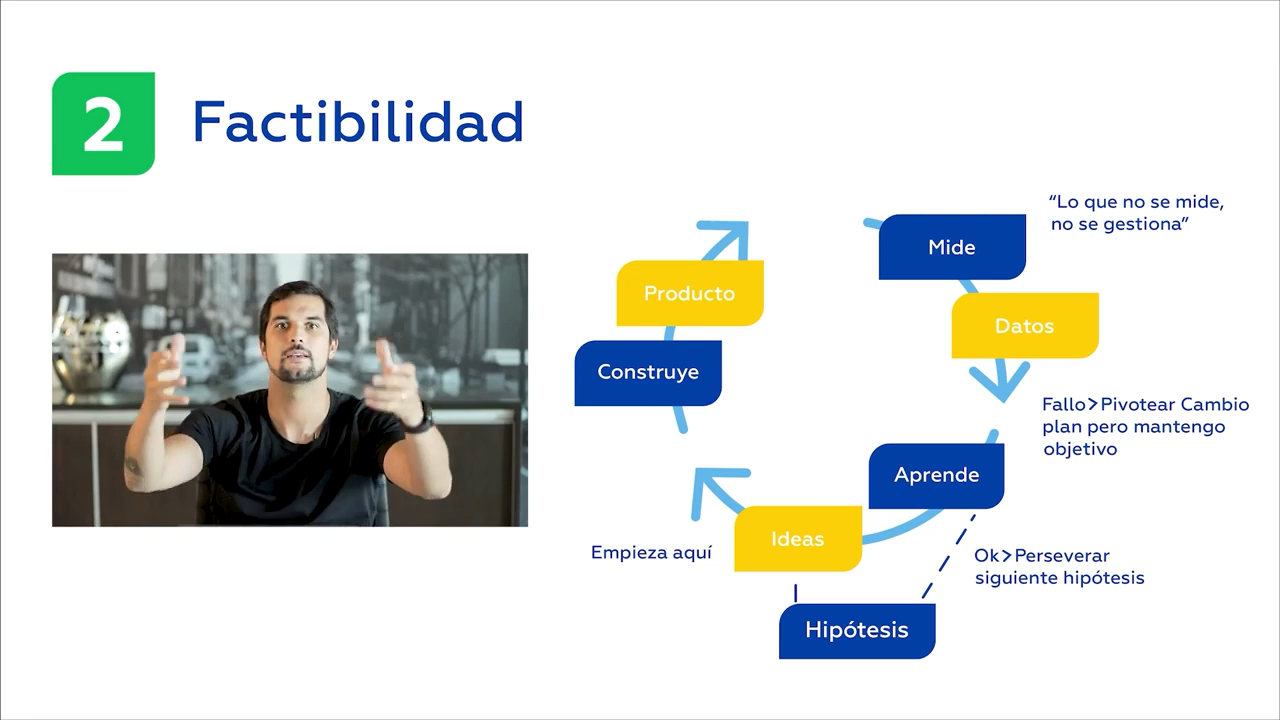 2
Factibilidad
“Lo que no se mide,
no se gestiona”
Mide
Producto
Datos
Construye
Fallo>Pivotear Cambio
plan pero mantengo
objetivo
Aprende
Ideas
Empieza aquí
Ok>Perseverar
siguiente hipótesis
Hipótesis